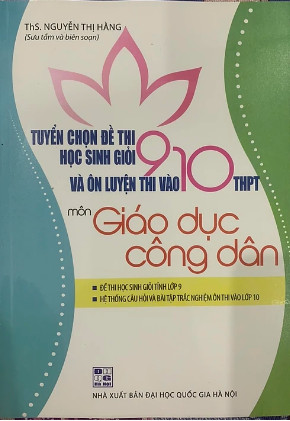 ThS. NGUYỄN THỊ HẰNG
(Sưu tầm và biên soạn)
TUYỂN CHỌN ĐỀ THI
HỌC SINH GIỎI 9
VÀ ÔN LUYỆN THI VÀO 10 THPT
môn Giáo dục
công dân
ĐỀ THI HỌC SINH GIỎI TỈNH LỚP 9
HỆ THỐNG CÂU HỎI VÀ BÀI TẬP TRẮC NGHIỆM ÔN THI VÀO LỚP 10
HÀ NỘI
NHÀ XUẤT BẢN ĐẠI HỌC QUỐC GIA HÀ NỘI